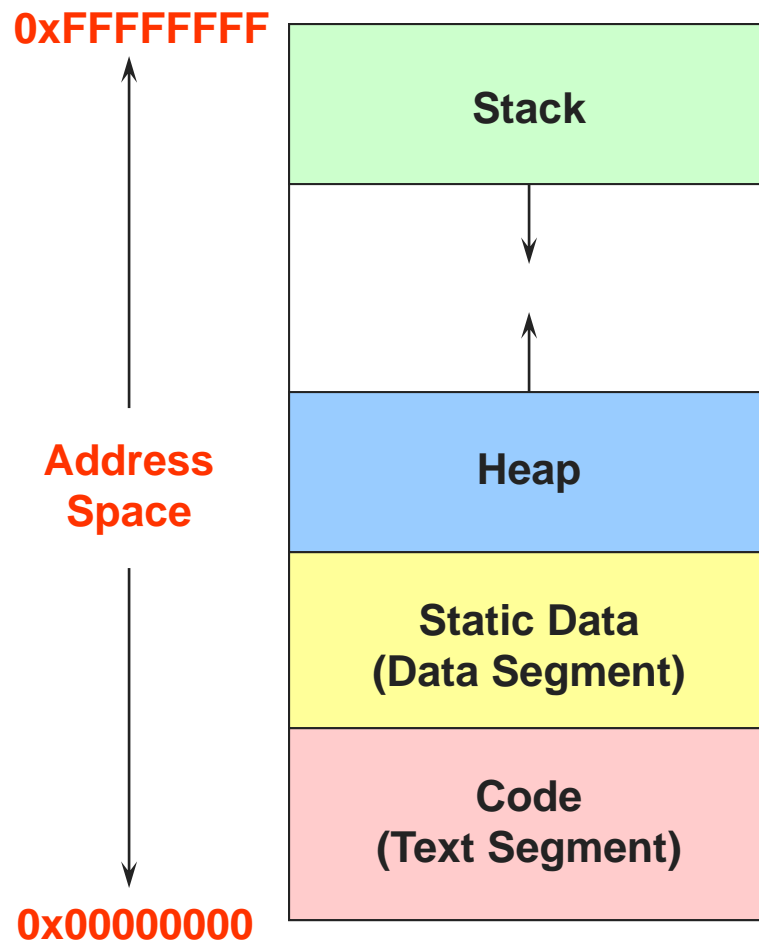 0xFFFFFFFF
Stack
Heap
Address
Space
Static Data
(Data Segment)
Code
(Text Segment)
0x00000000